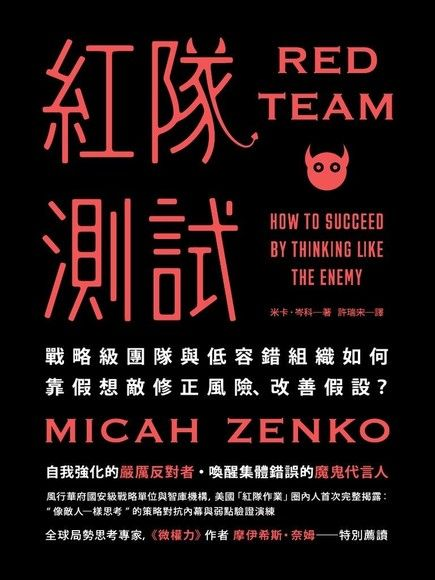 紅隊測試
RED
TEAM
HOW TO SUCCEED
BY THINKING LIKE
THE ENEMY
米卡·岑科—著 許瑞宋—譯
戰略級團隊與低容錯組織如何
靠假想敵修正風險、改善假設？
MICAH ZENKO
自我強化的嚴厲反對者·喚醒集體錯誤的魔鬼代言人
風行華府國安級戰略單位與智庫機構，美國「紅隊作業」圈內人首次完整揭露：
“像敵人一樣思考”的策略對抗內幕與弱點驗證演練
全球局勢思考專家，《微權力》作者 摩伊希斯·奈姆——特別薦讀